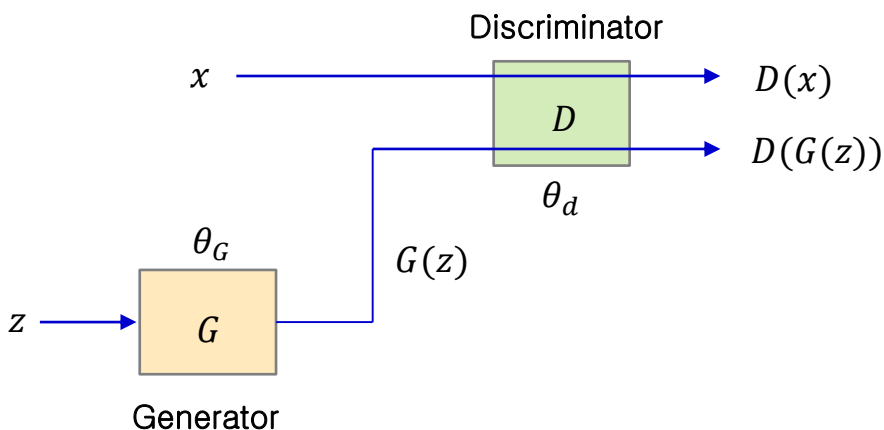 Discriminator
x
D(x)
D
D(G(z))
θ_d
θ_G
G(z)
z
G
Generator